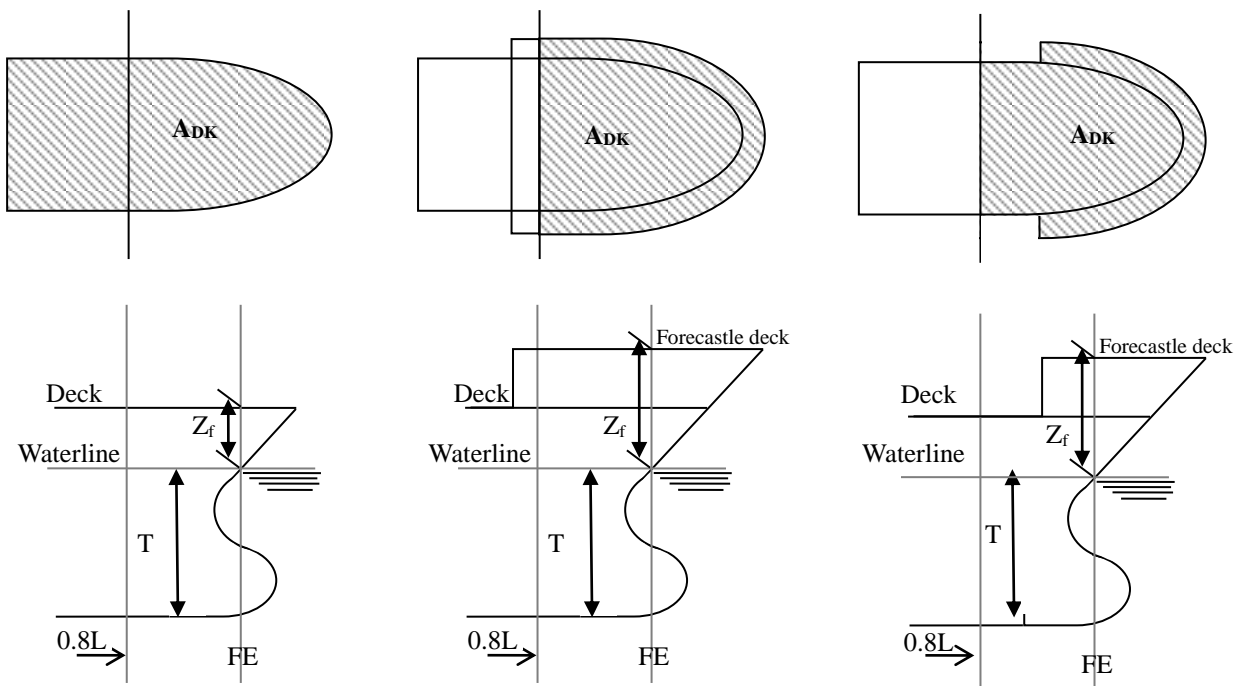 ADK
ADK
ADK
Deck
Zf
Waterline
T
0.8L
FE
Forecastle deck
Deck
Zf
Waterline
T
0.8L
FE
Forecastle deck
Deck
Zf
Waterline
T
0.8L
FE